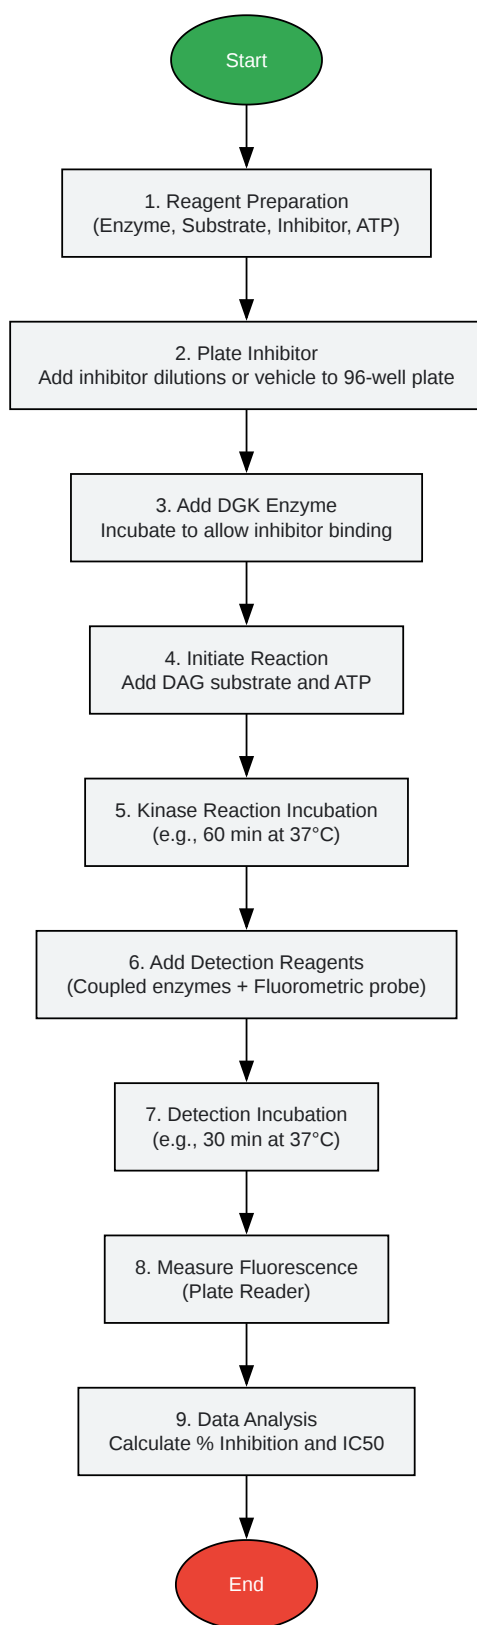 Start
1. Reagent Preparation
(Enzyme, Substrate, Inhibitor, ATP)
2. Plate Inhibitor
Add inhibitor dilutions or vehicle to 96-well plate
3. Add DGK Enzyme
Incubate to allow inhibitor binding
4. Initiate Reaction
Add DAG substrate and ATP
5. Kinase Reaction Incubation
(e.g., 60 min at 37°C)
6. Add Detection Reagents
(Coupled enzymes + Fluorometric probe)
7. Detection Incubation
(e.g., 30 min at 37°C)
8. Measure Fluorescence
(Plate Reader)
9. Data Analysis
Calculate % Inhibition and IC50
End